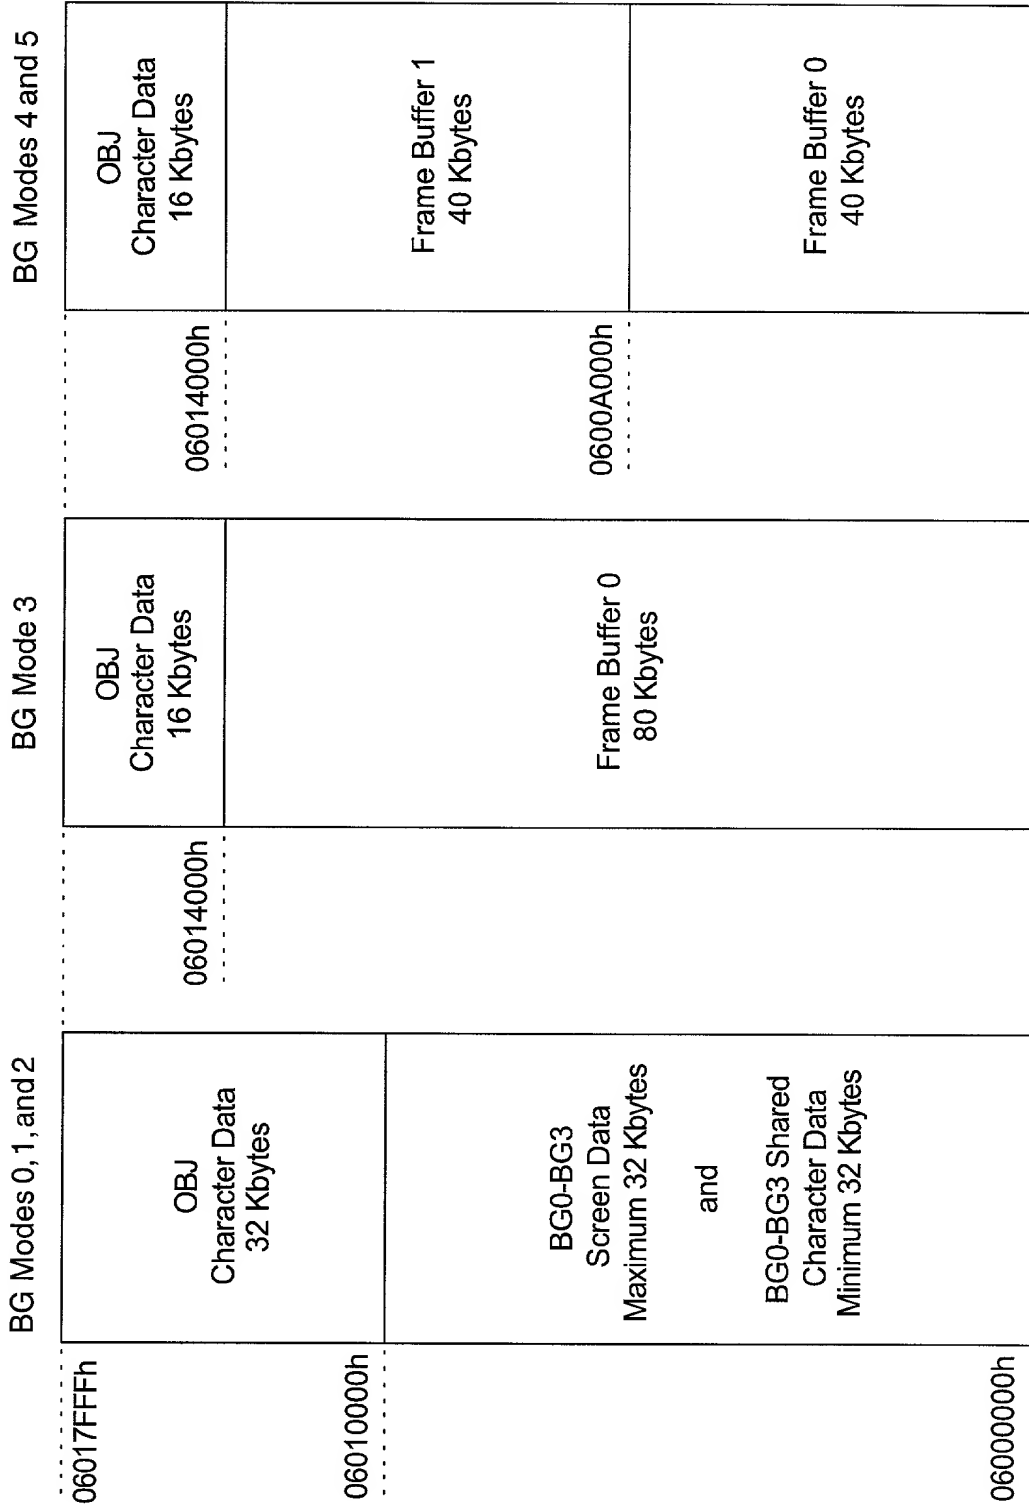 BG Modes 0, 1, and 2
06017FFFh
OBJ
Character Data
32 Kbytes
06010000h
BG0-BG3
Screen Data
Maximum 32 Kbytes
and
BG0-BG3 Shared
Character Data
Minimum 32 Kbytes
06000000h
BG Mode 3
OBJ
Character Data
16 Kbytes
06014000h
Frame Buffer 0
80 Kbytes
BG Modes 4 and 5
OBJ
Character Data
16 Kbytes
06014000h
Frame Buffer 1
40 Kbytes
0600A000h
Frame Buffer 0
40 Kbytes